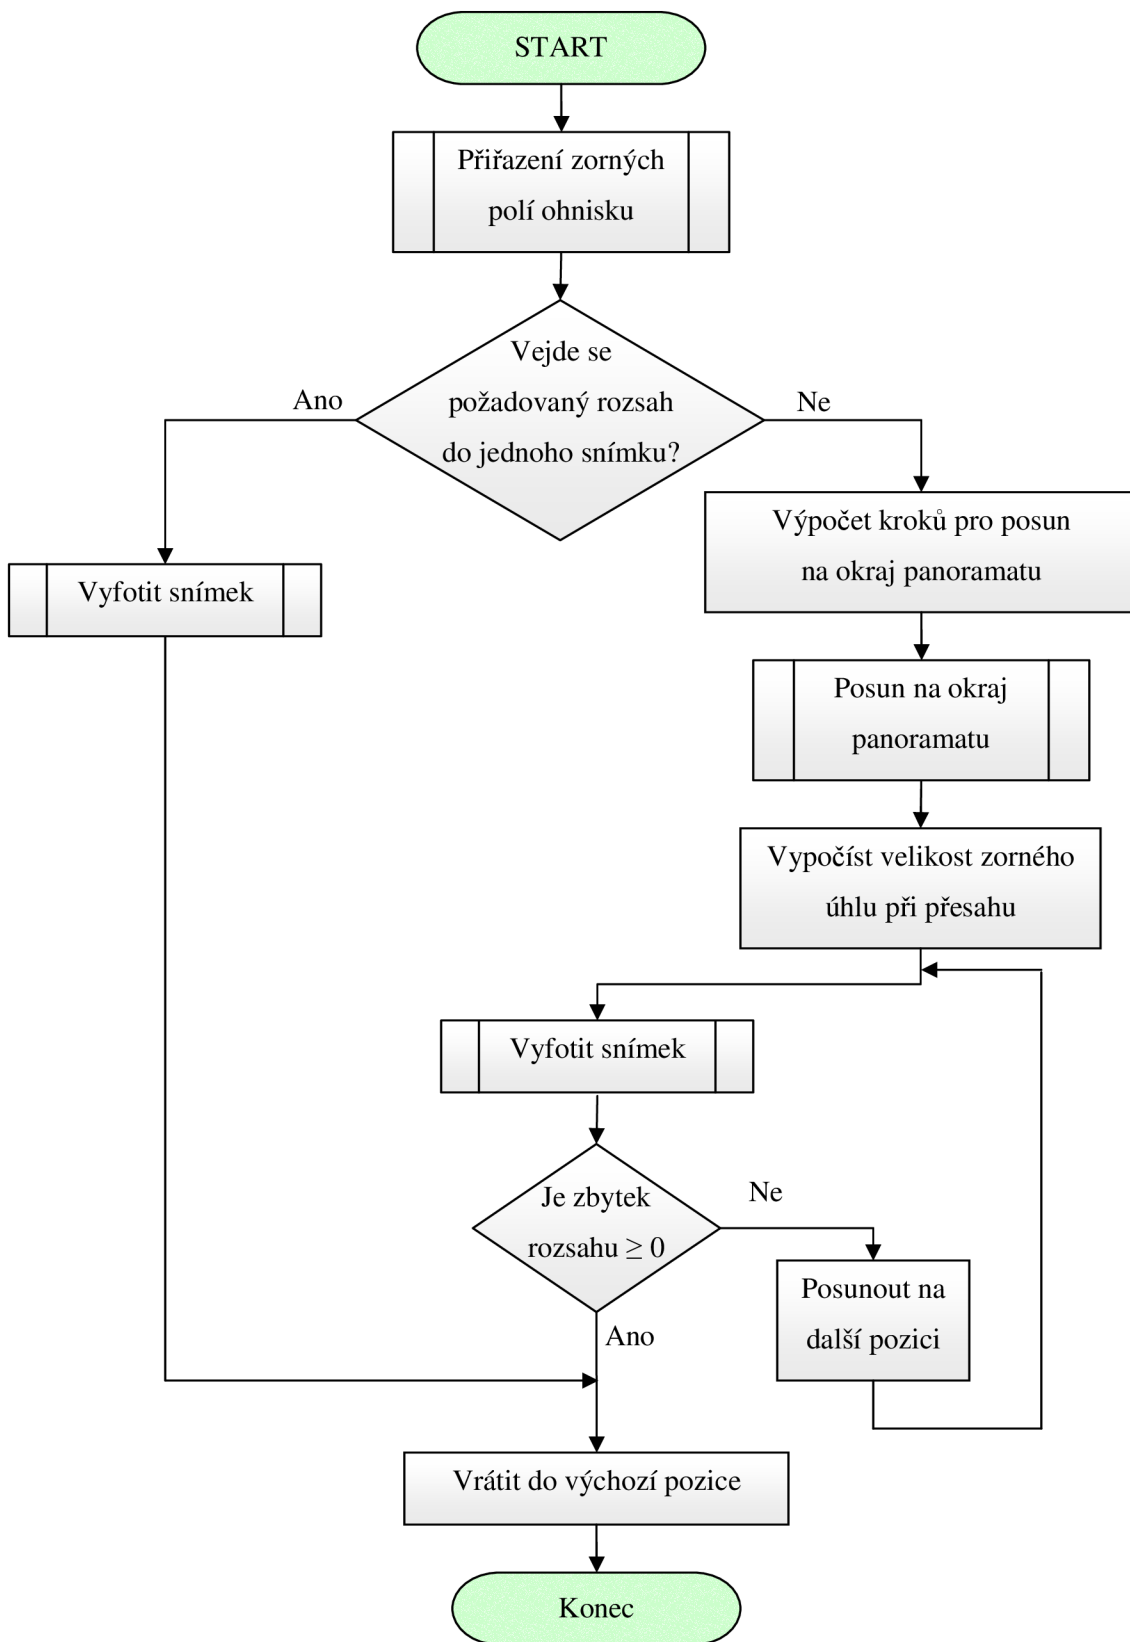 START
Přiřazení zorných
polí ohnisku
Vejde se
požadovaný rozsah
do jednoho snímku?
Ano
Ne
Vyfotit snímek
Výpočet kroků pro posun
na okraj panoramatu
Posun na okraj
panoramatu
Vypočíst velikost zorného
úhlu při přesahu
Vyfotit snímek
Je zbytek
rozsahu ≥ 0
Ne
Posunout na
další pozici
Ano
Vrátit do výchozí pozice
Konec